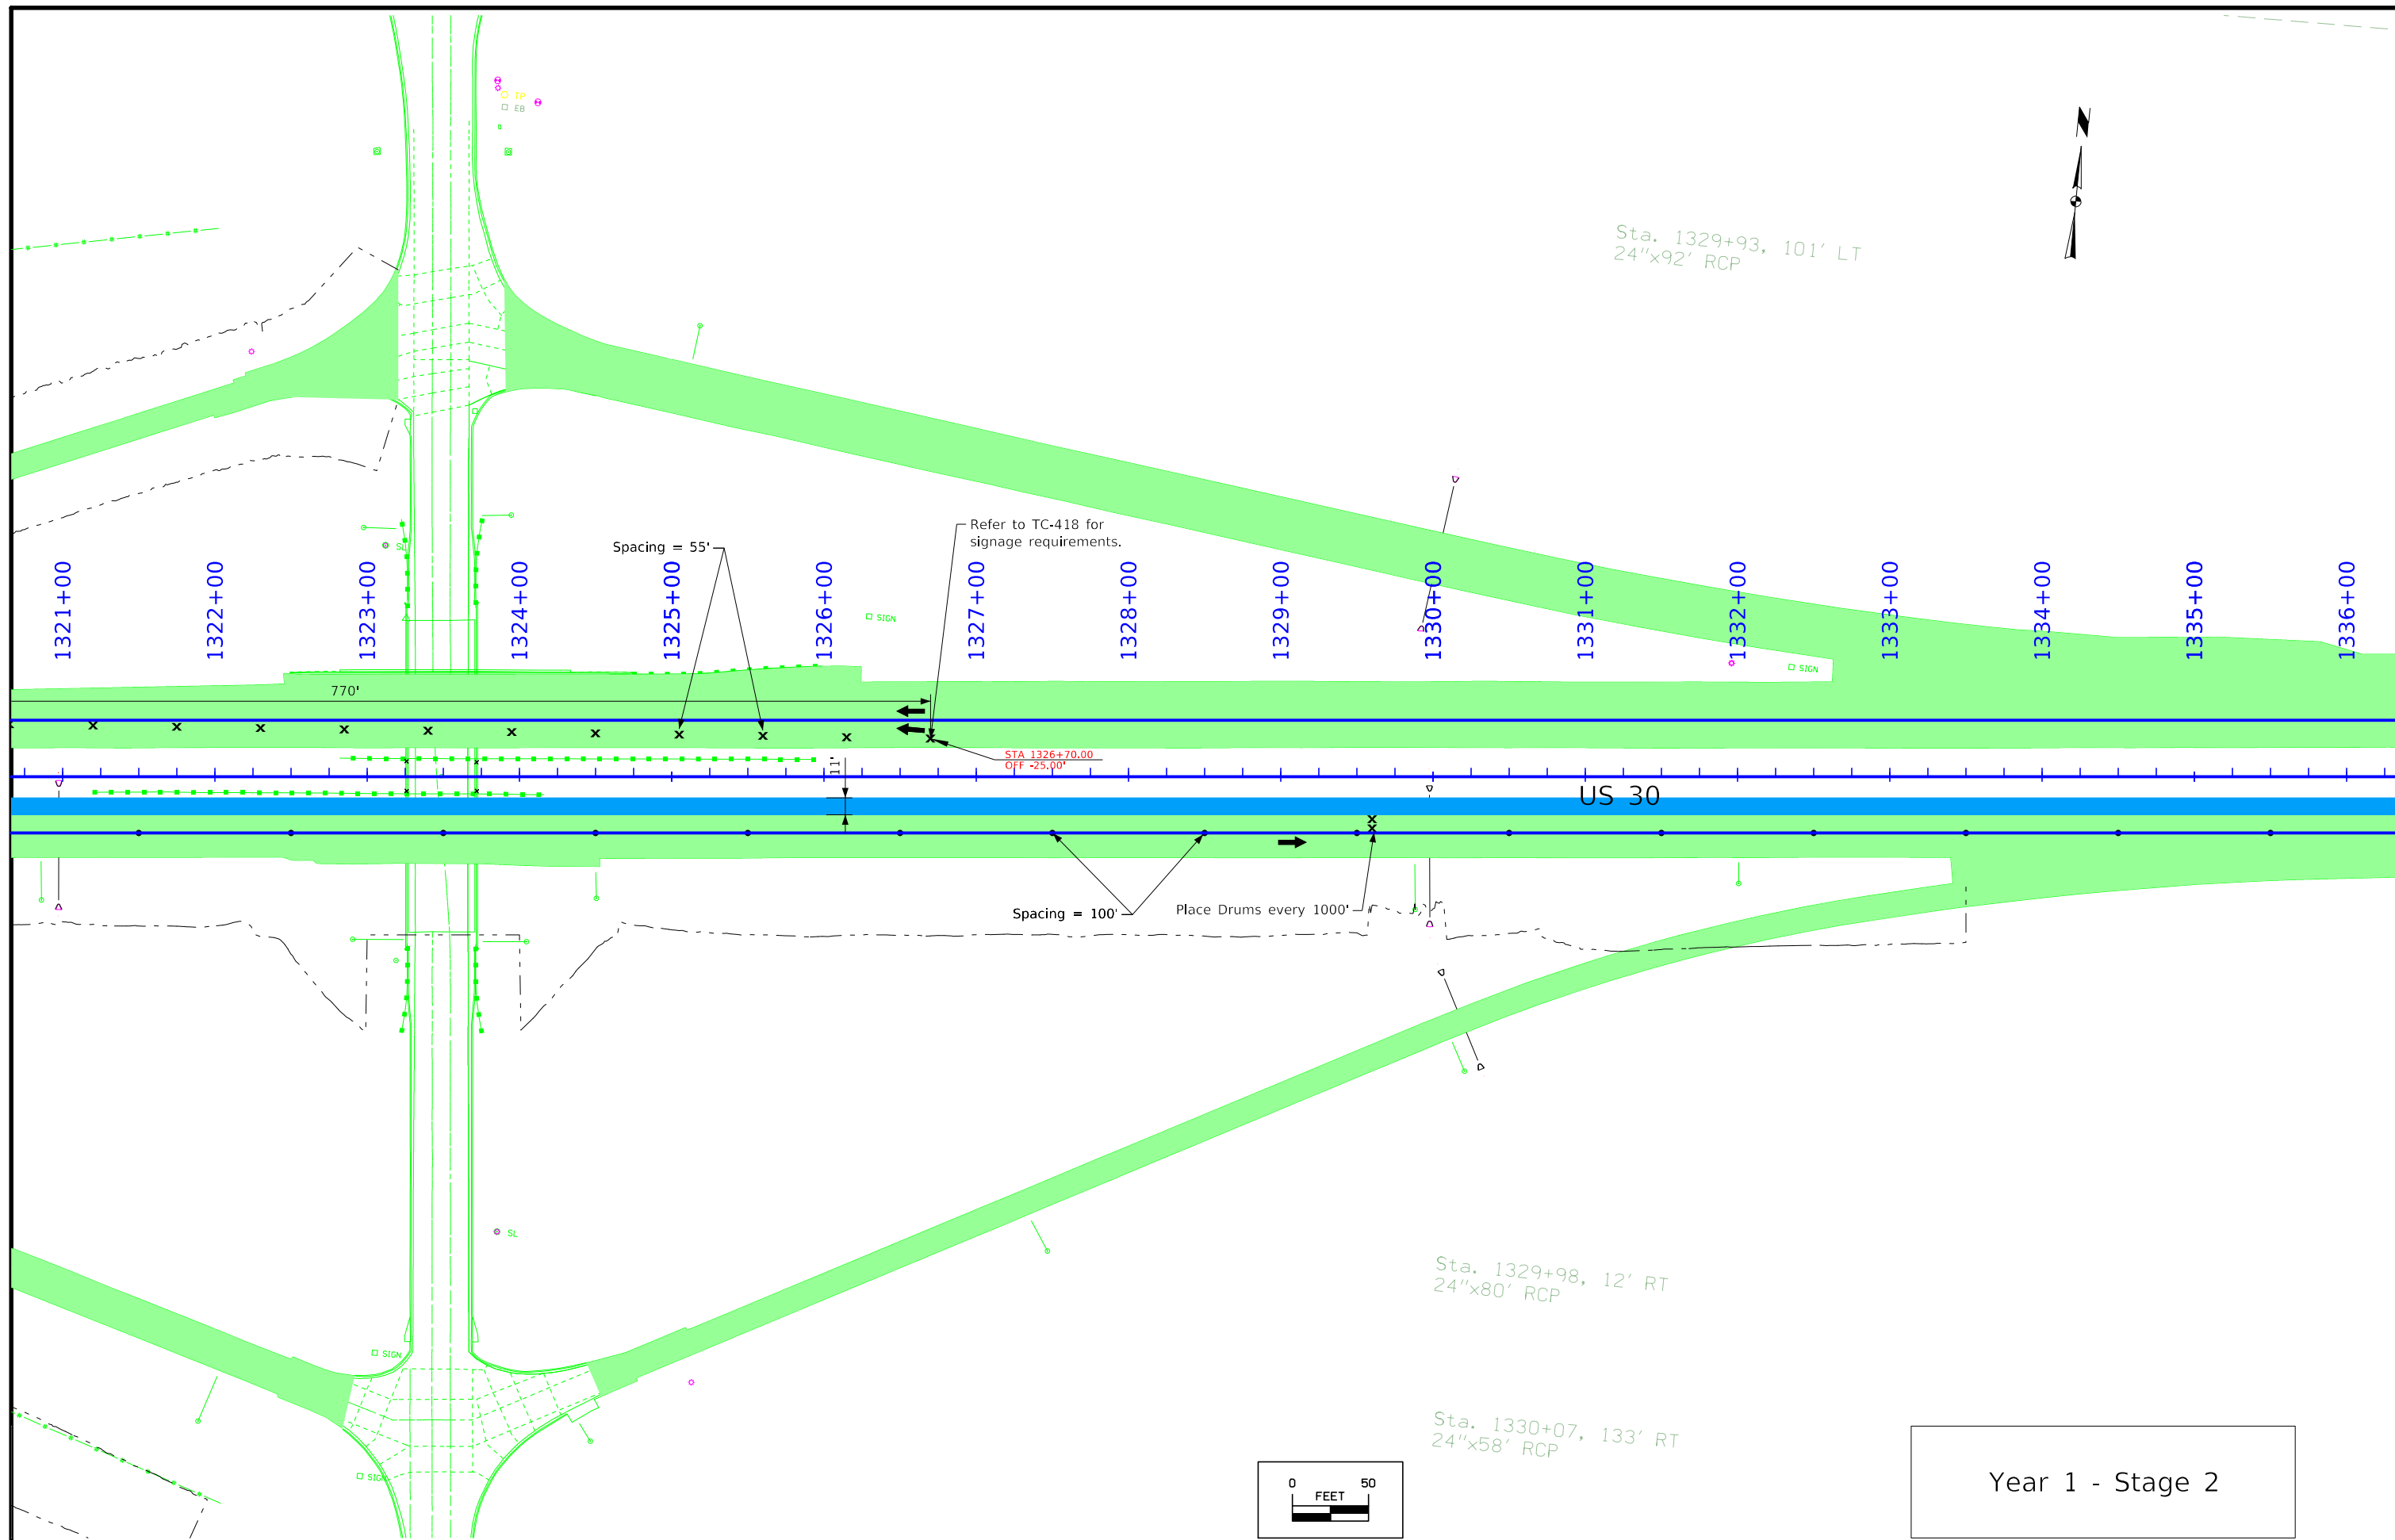 N
TP
EB
Sta. 1329+93, 101' LT
24"x92' RCP
Refer to TC-418 for
signage requirements.
Spacing = 55'
SL
1321+00
1322+00
1323+00
1324+00
1325+00
1326+00
1327+00
1328+00
1329+00
1330+00
1331+00
1332+00
1333+00
1334+00
1335+00
1336+00
SIGN
SIGN
770'
STA 1326+70.00
OFF -25.00'
11'
US 30
Spacing = 100'
Place Drums every 1000'
SL
Sta. 1329+98, 12' RT
24"x80' RCP
SIGN
Sta. 1330+07, 133' RT
24"x58' RCP
SIGN
0 50
FEET
Year 1 - Stage 2